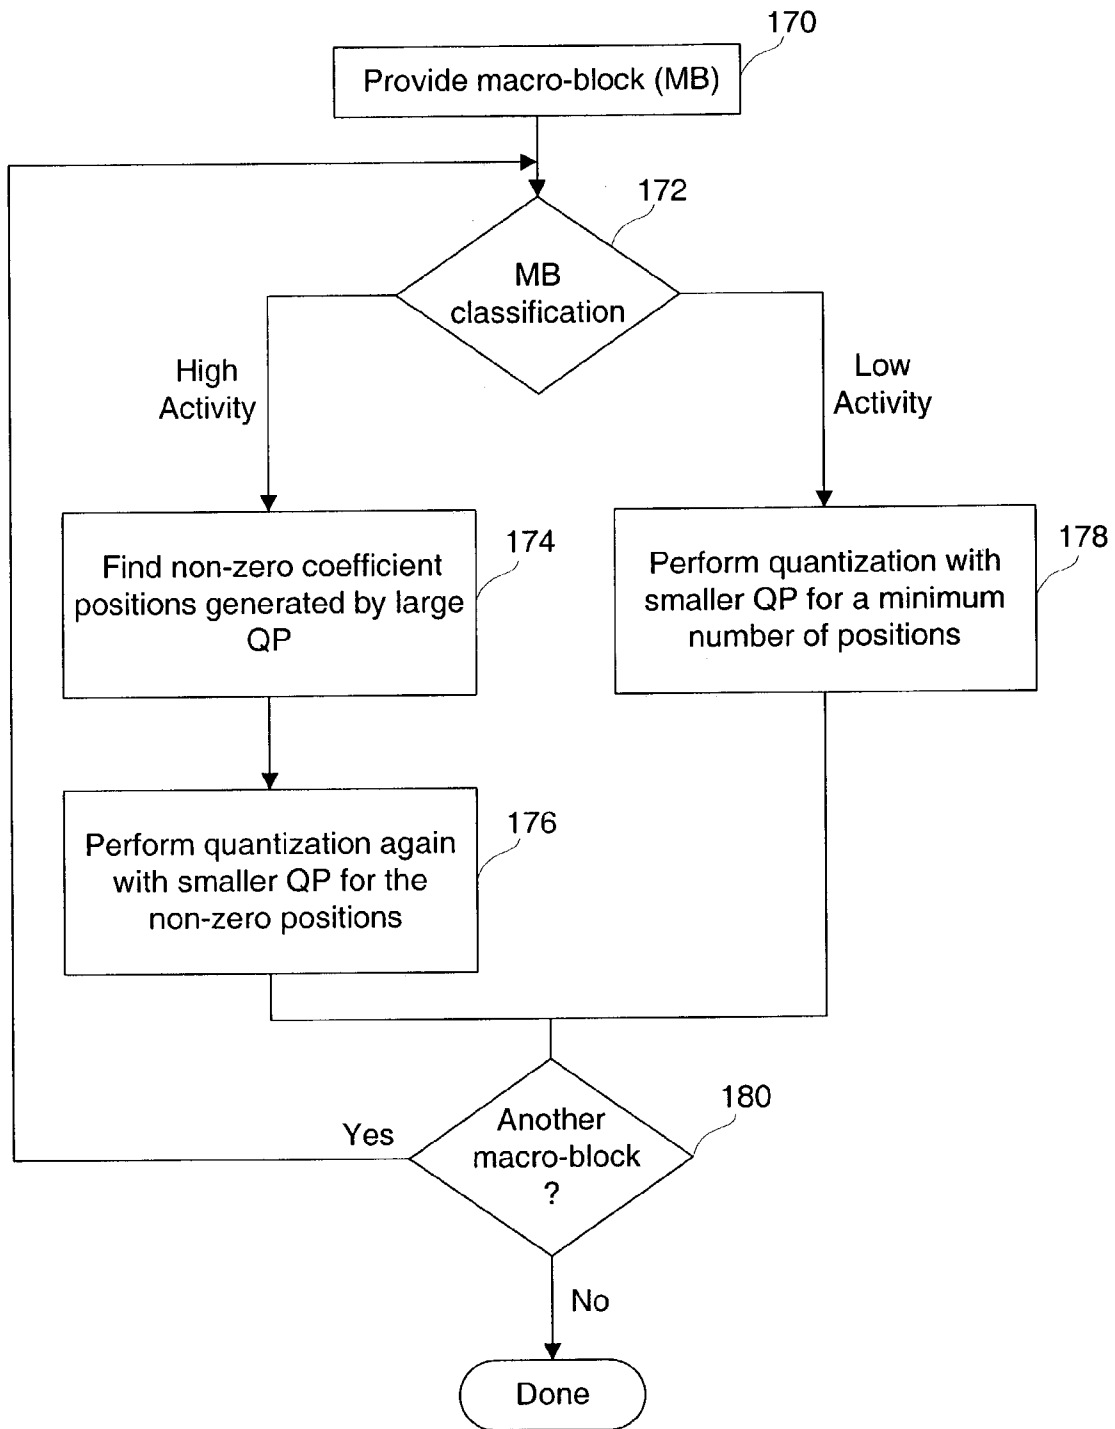 170
Provide macro-block (MB)
172
MB
classification
High
Activity
Low
Activity
174
Find non-zero coefficient
positions generated by large
QP
178
Perform quantization with
smaller QP for a minimum
number of positions
176
Perform quantization again
with smaller QP for the
non-zero positions
180
Another
macro-block
?
Yes
No
Done